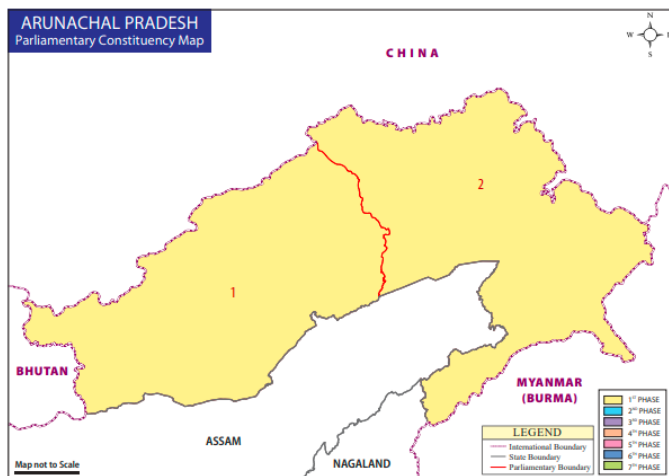 ARUNACHAL PRADESH
Parliamentary Constituency Map
N
W
E
S
CHINA
2
1
BHUTAN
MYANMAR
(BURMA)
ASSAM
NAGALAND
Map not to Scale
LEGEND
International Boundary
State Boundary
Parliamentary Boundary
1ST PHASE
2ND PHASE
3RD PHASE
4TH PHASE
5TH PHASE
6TH PHASE
7TH PHASE